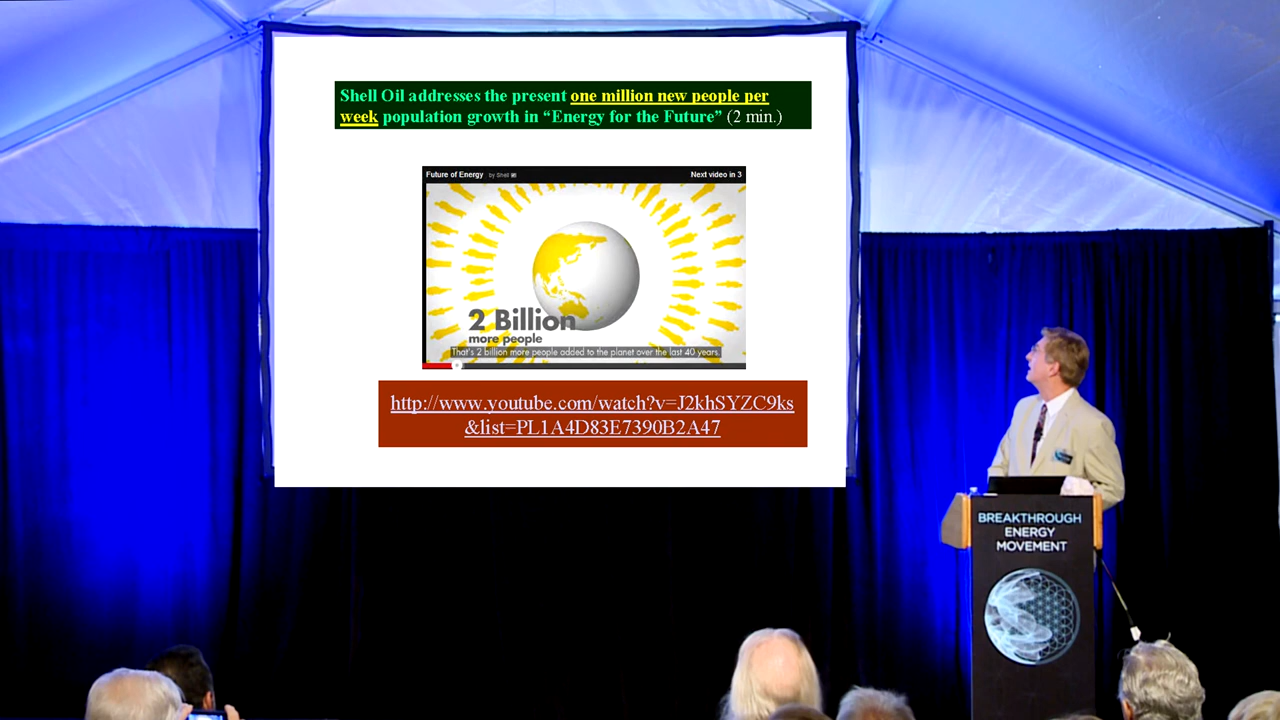 Shell Oil addresses the present one million new people per
week population growth in “Energy for the Future” (2 min.)
Future of Energy by Shell Next video in 3
2 Billion
more people
That's 2 billion more people added to the planet over the last 40 years.
http://www.youtube.com/watch?v=J2khSYZC9ks
&list=PL1A4D83E7390B2A47
BREAKTHROUGH
ENERGY
MOVEMENT